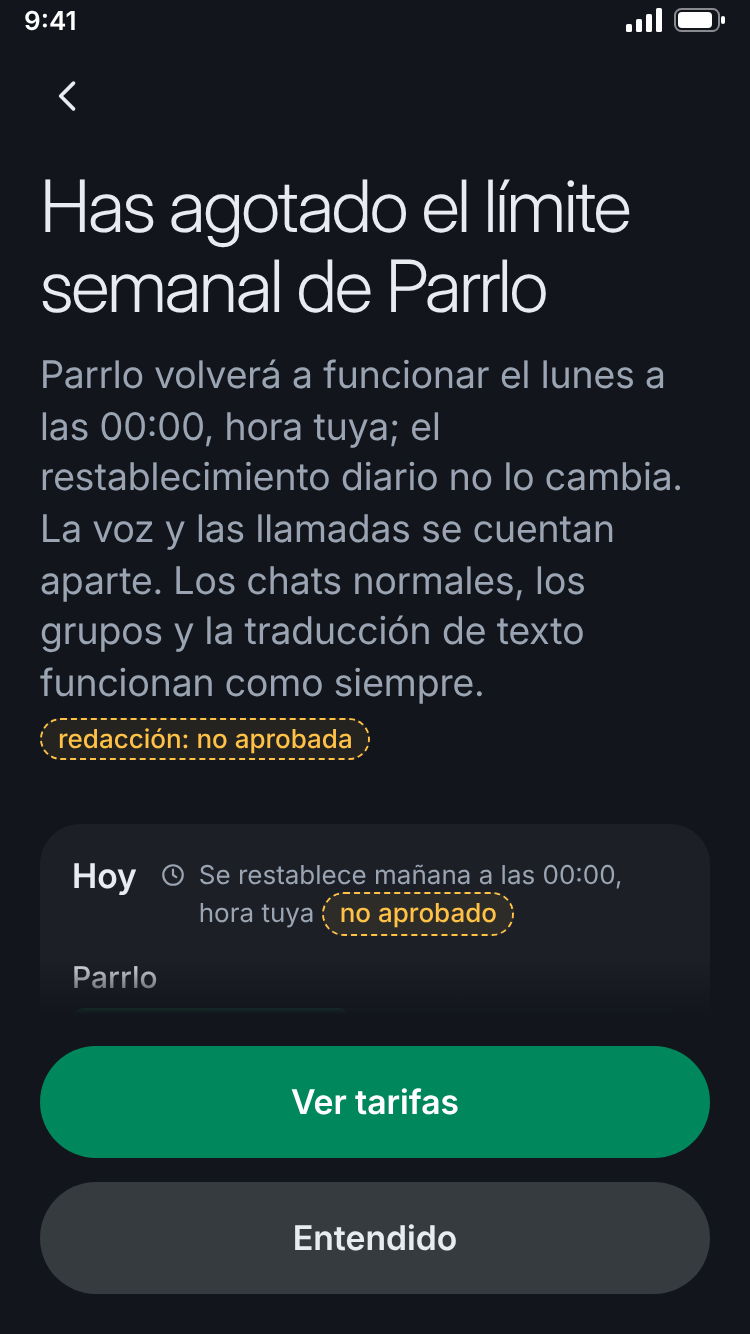 9:41
Has agotado el límite
semanal de Parrlo
Parrlo volverá a funcionar el lunes a
las 00:00, hora tuya; el
restablecimiento diario no lo cambia.
La voz y las llamadas se cuentan
aparte. Los chats normales, los
grupos y la traducción de texto
funcionan como siempre.
redacción: no aprobada
Hoy Se restablece mañana a las 00:00,
hora tuya no aprobado
Parrlo
Ver tarifas
Entendido